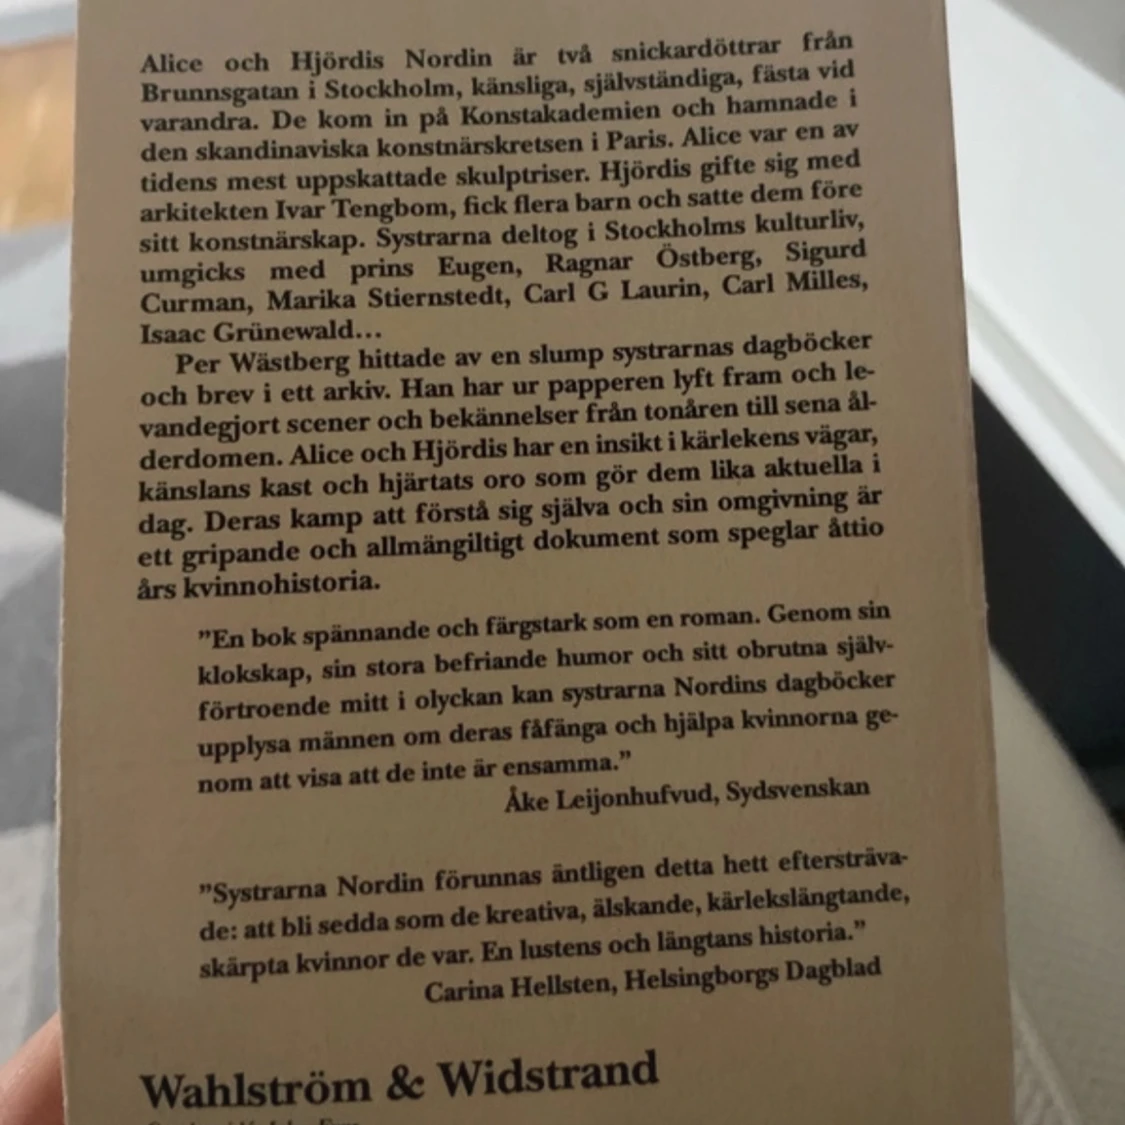 Alice och Hjördis Nordin är två snickardöttrar från
Brunnsgatan i Stockholm, känsliga, självständiga, fästa vid
varandra. De kom in på Konstakademien och hamnade i
den skandinaviska konstnärskretsen i Paris. Alice var en av
tidens mest uppskattade skulptriser. Hjördis gifte sig med
arkitekten Ivar Tengbom, fick flera barn och satte dem före
sitt konstnärskap. Systrarna deltog i Stockholms kulturliv,
umgicks med prins Eugen, Ragnar Östberg, Sigurd
Curman, Marika Stiernstedt, Carl G Laurin, Carl Milles,
Isaac Grünewald...
Per Wästberg hittade av en slump systrarnas dagböcker
och brev i ett arkiv. Han har ur papperen lyft fram och le-
vandegjort scener och bekännelser från tonåren till sena ål-
derdomen. Alice och Hjördis har en insikt i kärlekens vägar,
känslans kast och hjärtats oro som gör dem lika aktuella i
dag. Deras kamp att förstå sig själva och sin omgivning är
ett gripande och allmängiltigt dokument som speglar åttio
års kvinnohistoria.
”En bok spännande och färgstark som en roman. Genom sin
klokskap, sin stora befriande humor och sitt obrutna själv-
förtroende mitt i olyckan kan systrarna Nordins dagböcker
upplysa männen om deras fåfänga och hjälpa kvinnorna ge-
nom att visa att de inte är ensamma.”
Åke Leijonhufvud, Sydsvenskan
”Systrarna Nordin förunnas äntligen detta hett eftersträva-
de: att bli sedda som de kreativa, älskande, kärlekslängtande,
skärpta kvinnor de var. En lustens och längtans historia.”
Carina Hellsten, Helsingborgs Dagblad
Wahlström & Widstrand